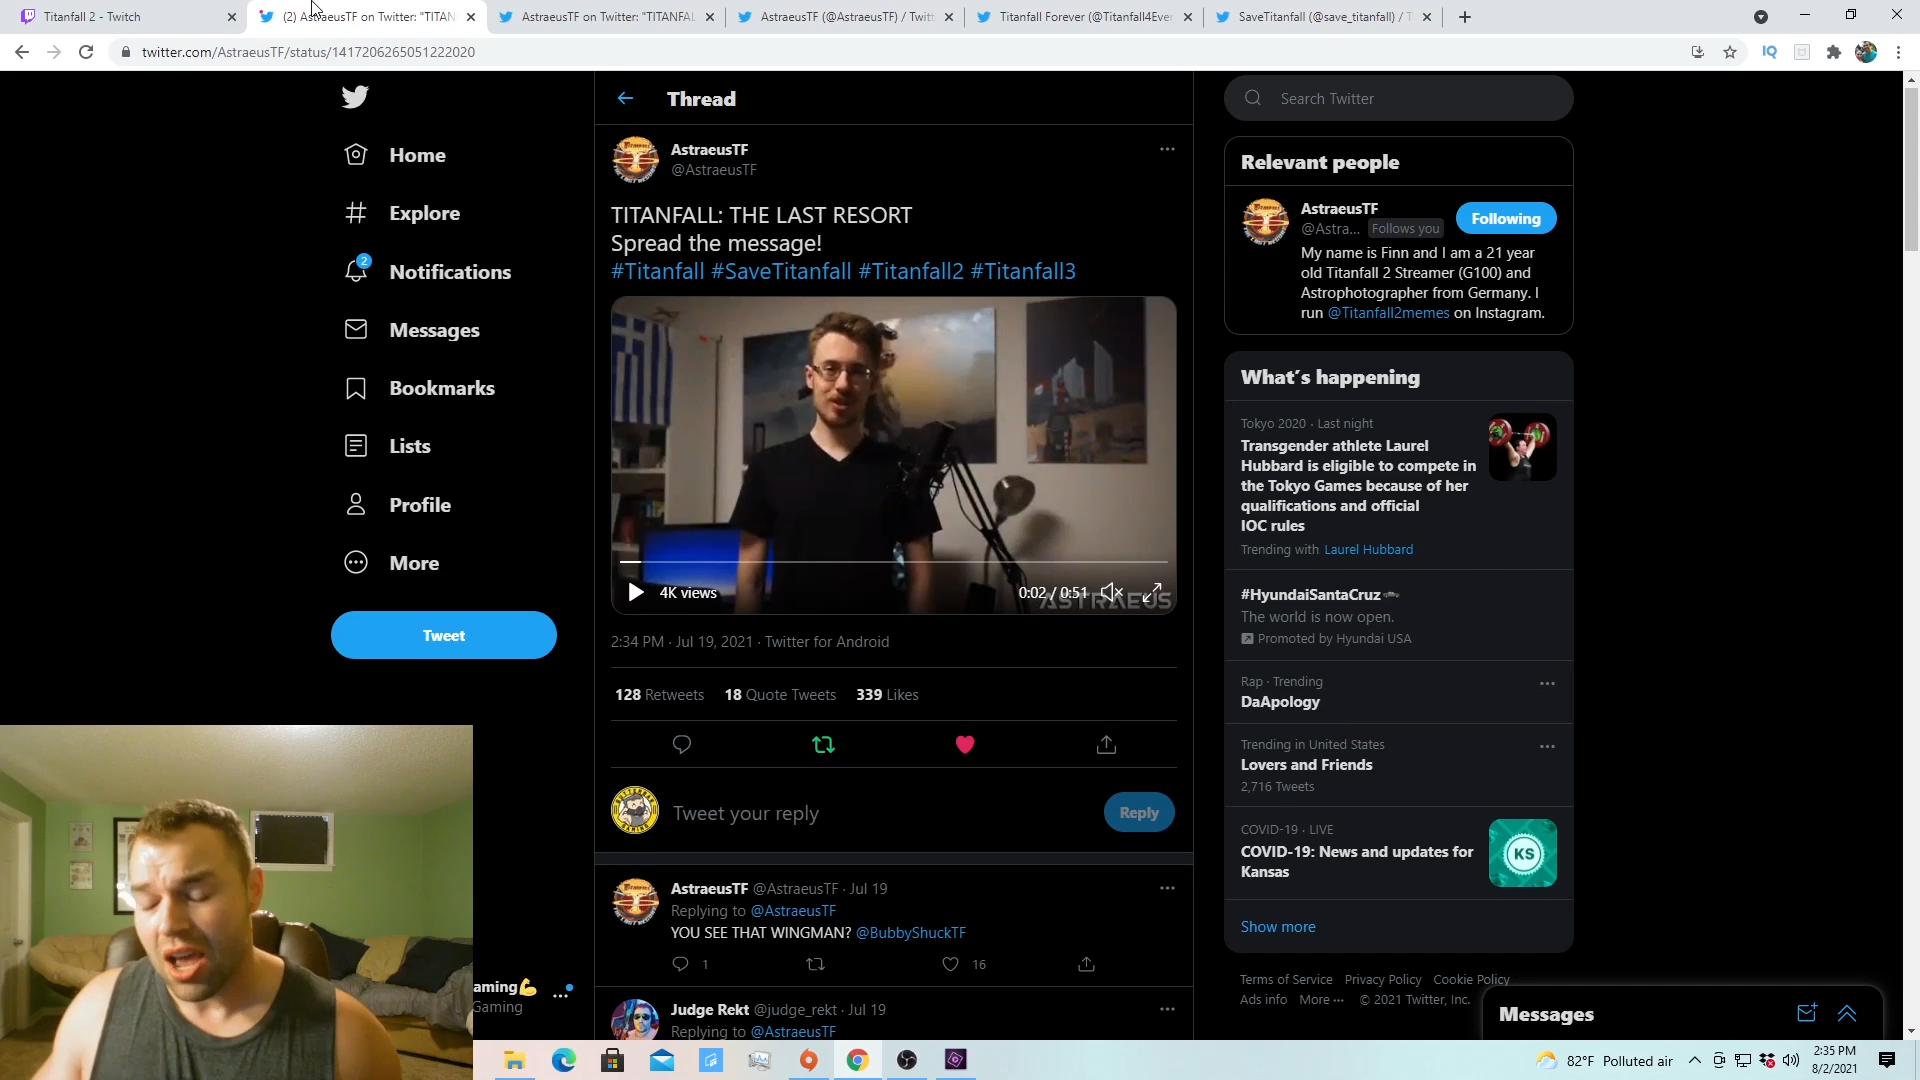 Titanfall 2 - Twitch
(2) AstraeusTF on Twitter: "TITAN
AstraeusTF on Twitter: "TITANFAL
AstraeusTF (@AstraeusTF) / Twitt
Titanfall Forever (@Titanfall4Ever
SaveTitanfall (@save_titanfall) / T
twitter.com/AstraeusTF/status/1417206265051222020
IQ
Home
Explore
2
Notifications
Messages
Bookmarks
Lists
Profile
More
Tweet
aming
Gaming
Thread
AstraeusTF
@AstraeusTF
TITANFALL: THE LAST RESORT
Spread the message!
#Titanfall #SaveTitanfall #Titanfall2 #Titanfall3
4K views
0:02 / 0:51
ASTRAEUS
2:34 PM · Jul 19, 2021 · Twitter for Android
128 Retweets 18 Quote Tweets 339 Likes
Tweet your reply
Reply
AstraeusTF @AstraeusTF · Jul 19
Replying to @AstraeusTF
YOU SEE THAT WINGMAN? @BubbyShuckTF
1
16
Judge Rekt @judge_rekt · Jul 19
Replying to @AstraeusTF
Search Twitter
Relevant people
AstraeusTF
@Astra... Follows you
Following
My name is Finn and I am a 21 year
old Titanfall 2 Streamer (G100) and
Astrophotographer from Germany. I
run @Titanfall2memes on Instagram.
What's happening
Tokyo 2020 · Last night
Transgender athlete Laurel
Hubbard is eligible to compete in
the Tokyo Games because of her
qualifications and official
IOC rules
Trending with Laurel Hubbard
#HyundaiSantaCruz
The world is now open.
Promoted by Hyundai USA
Rap · Trending
DaApology
Trending in United States
Lovers and Friends
2,716 Tweets
COVID-19 · LIVE
COVID-19: News and updates for
Kansas
KS
Show more
Terms of Service Privacy Policy Cookie Policy
Ads info More ··· © 2021 Twitter, Inc.
Messages
82°F Polluted air
2:35 PM
8/2/2021